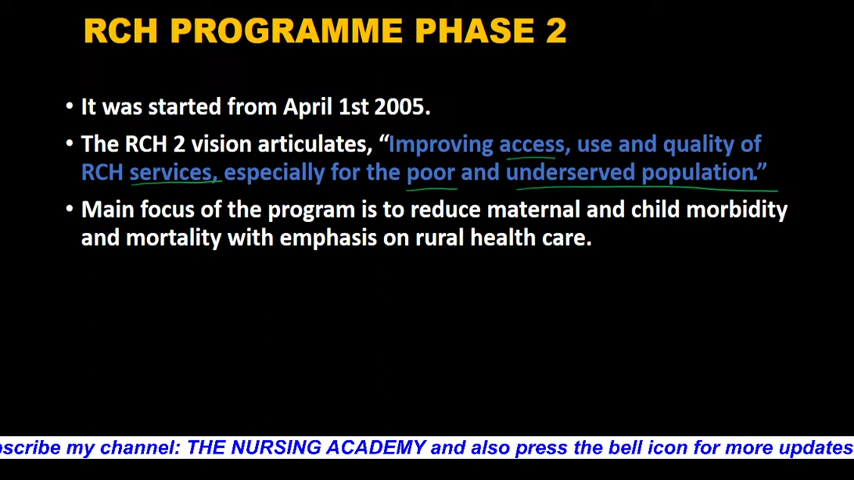 RCH PROGRAMME PHASE 2
• It was started from April 1st 2005.
• The RCH 2 vision articulates, “Improving access, use and quality of
RCH services, especially for the poor and underserved population.”
• Main focus of the program is to reduce maternal and child morbidity
and mortality with emphasis on rural health care.
bscribe my channel: THE NURSING ACADEMY and also press the bell icon for more updates